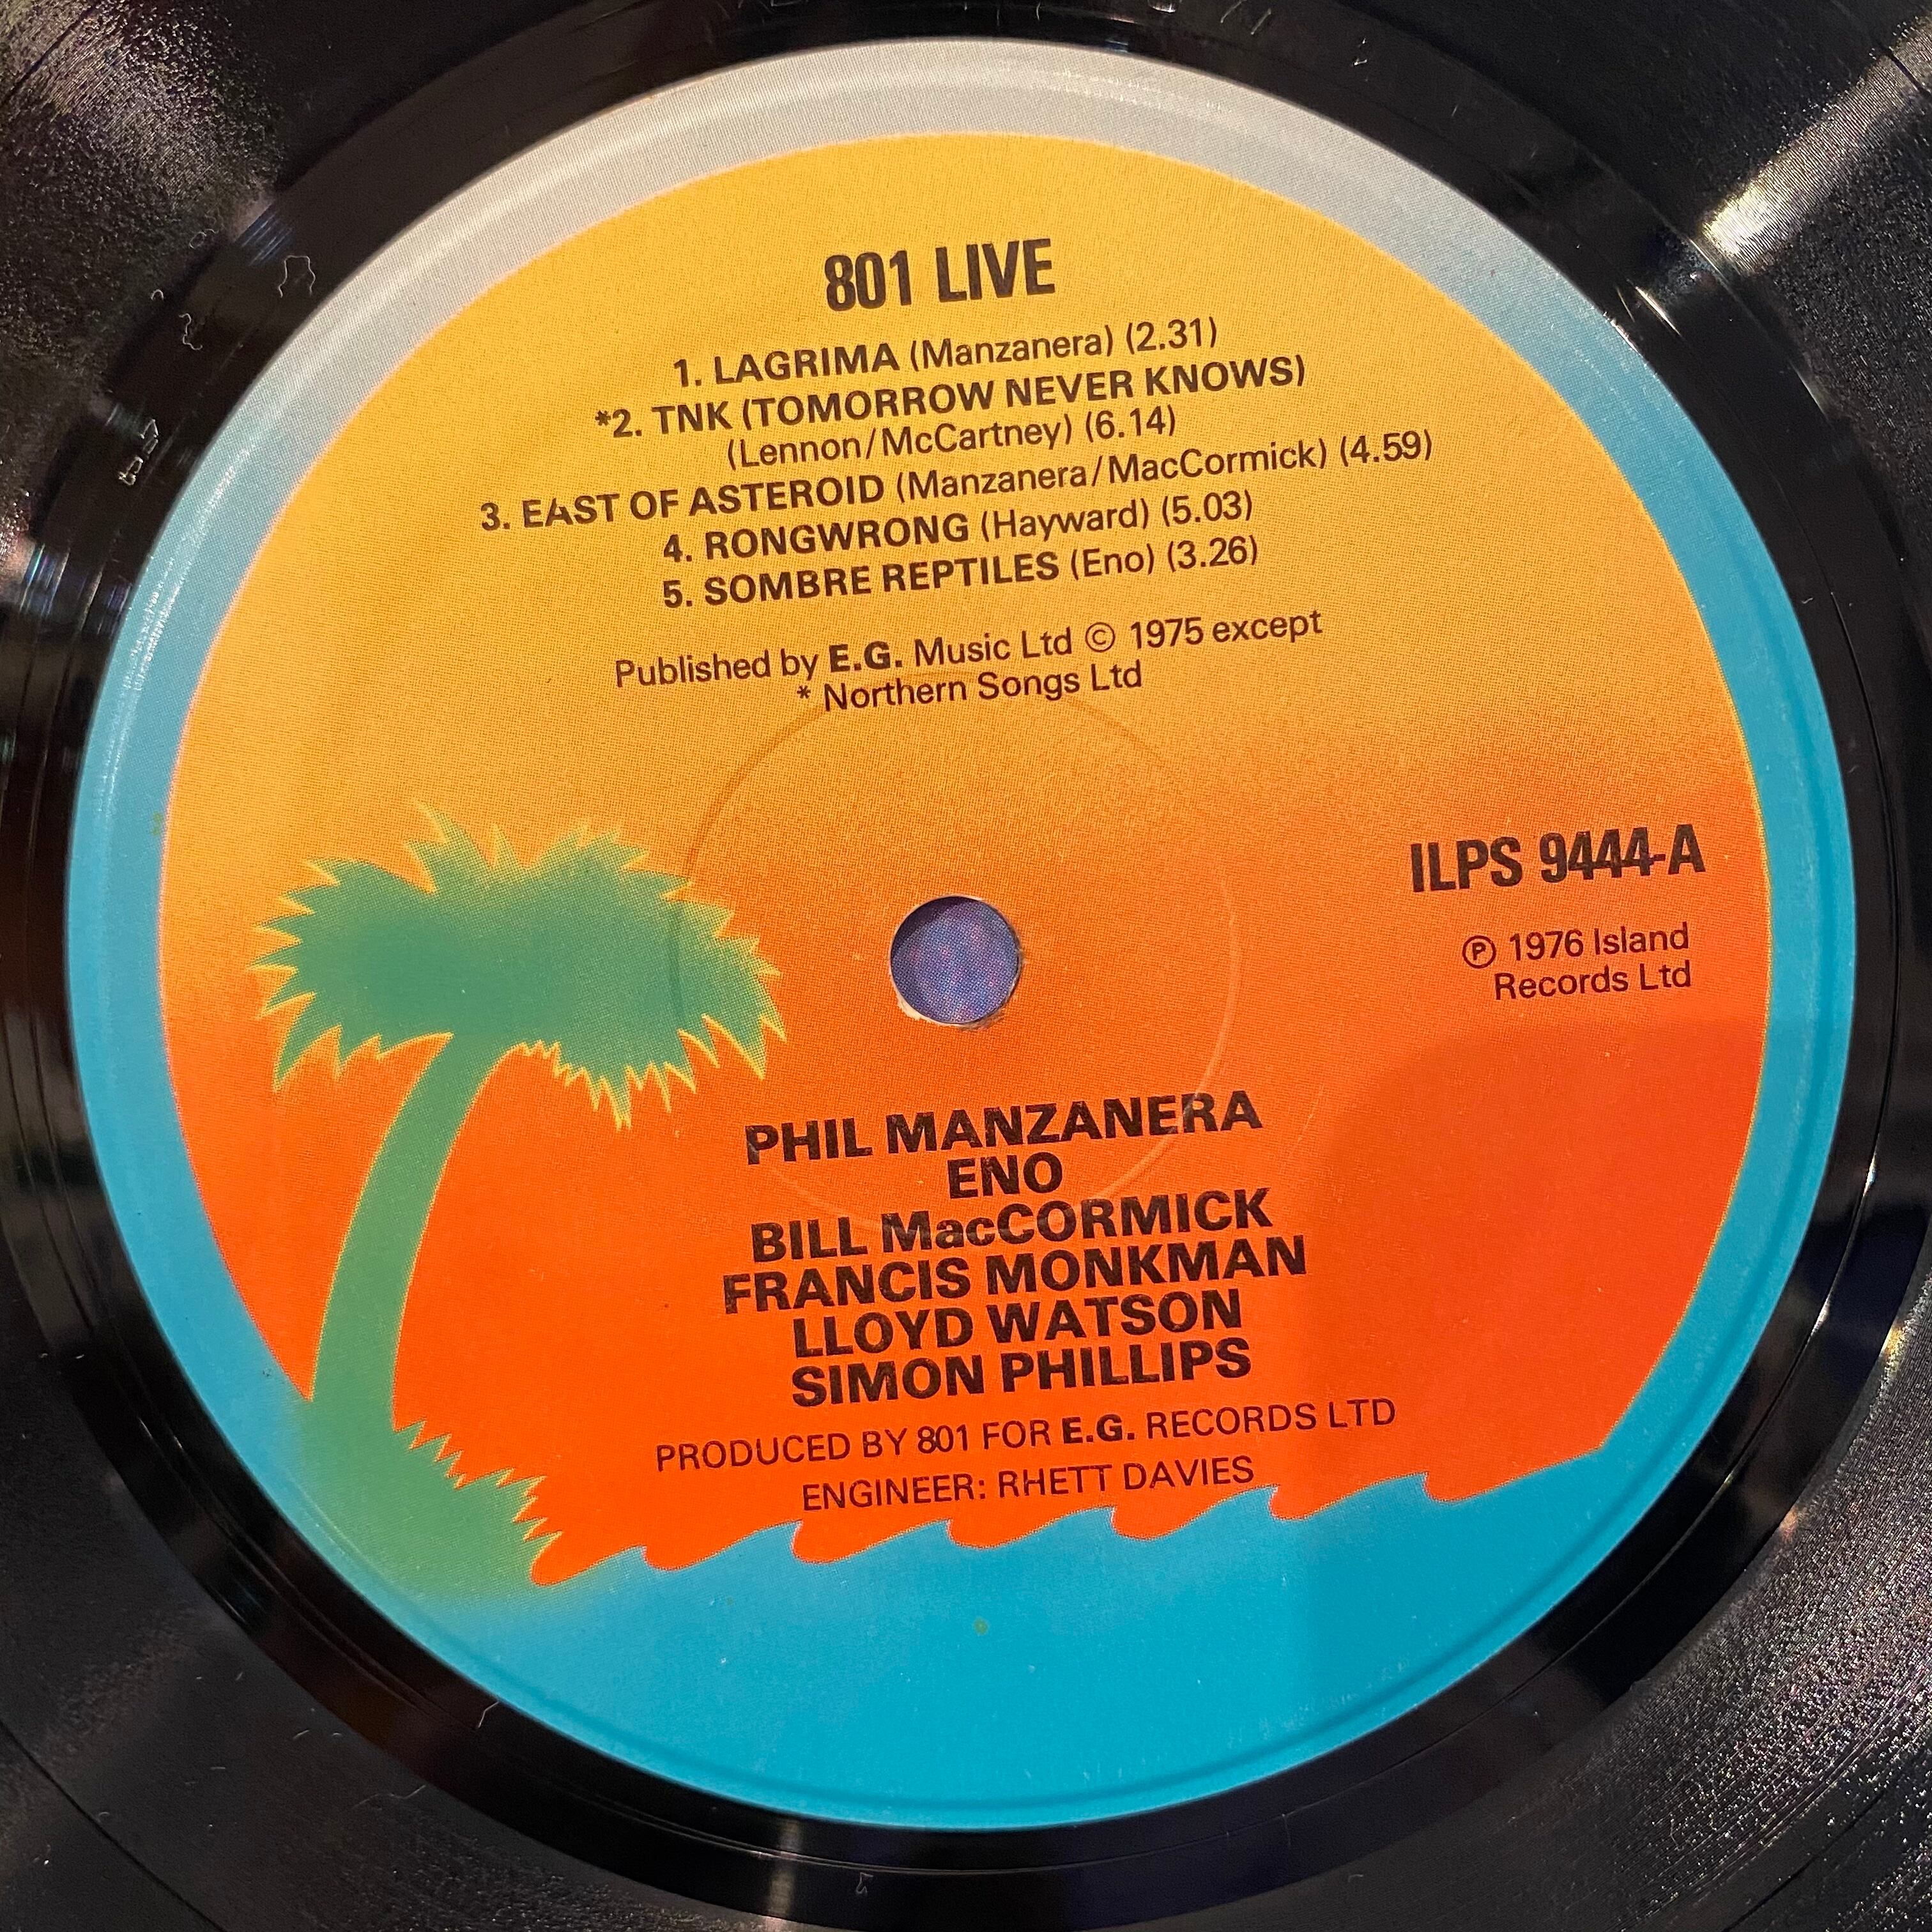 801 LIVE
1. LAGRIMA (Manzanera) (2.31)
*2. TNK (TOMORROW NEVER KNOWS)
(Lennon/McCartney) (6.14)
3. EAST OF ASTEROID (Manzanera/MacCormick) (4.59)
4. RONGWRONG (Hayward) (5.03)
5. SOMBRE REPTILES (Eno) (3.26)
Published by E.G. Music Ltd © 1975 except
* Northern Songs Ltd
ILPS 9444-A
℗ 1976 Island
Records Ltd
PHIL MANZANERA
ENO
BILL MacCORMICK
FRANCIS MONKMAN
LLOYD WATSON
SIMON PHILLIPS
PRODUCED BY 801 FOR E.G. RECORDS LTD
ENGINEER: RHETT DAVIES